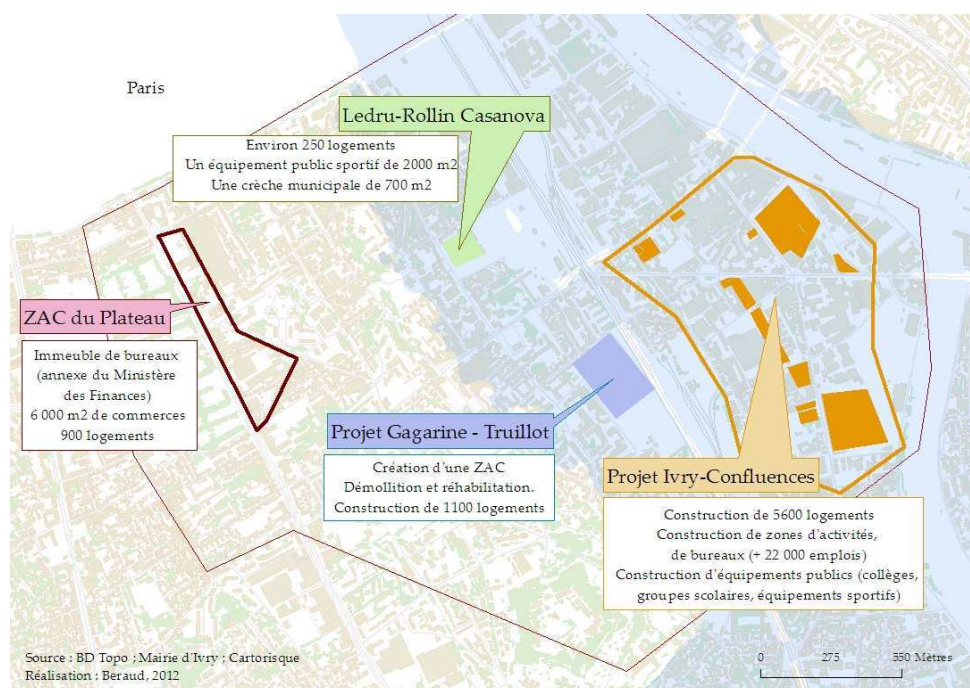 Paris
Ledru-Rollin Casanova
Environ 250 logements
Un équipement public sportif de 2000 m2
Une crèche municipale de 700 m2
ZAC du Plateau
Immeuble de bureaux
(annexe du Ministère
des Finances)
6 000 m2 de commerces
900 logements
Projet Gagarine - Truillot
Création d'une ZAC
Démollition et réhabilitation.
Construction de 1100 logements
Projet Ivry-Confluences
Construction de 5600 logements
Construction de zones d'activités,
de bureaux (+ 22 000 emplois)
Construction d'équipements publics (collèges,
groupes scolaires, équipements sportifs)
Source : BD Topo ; Mairie d'Ivry ; Cartorisque
Réalisation : Beraud, 2012
0 275 550 Mètres